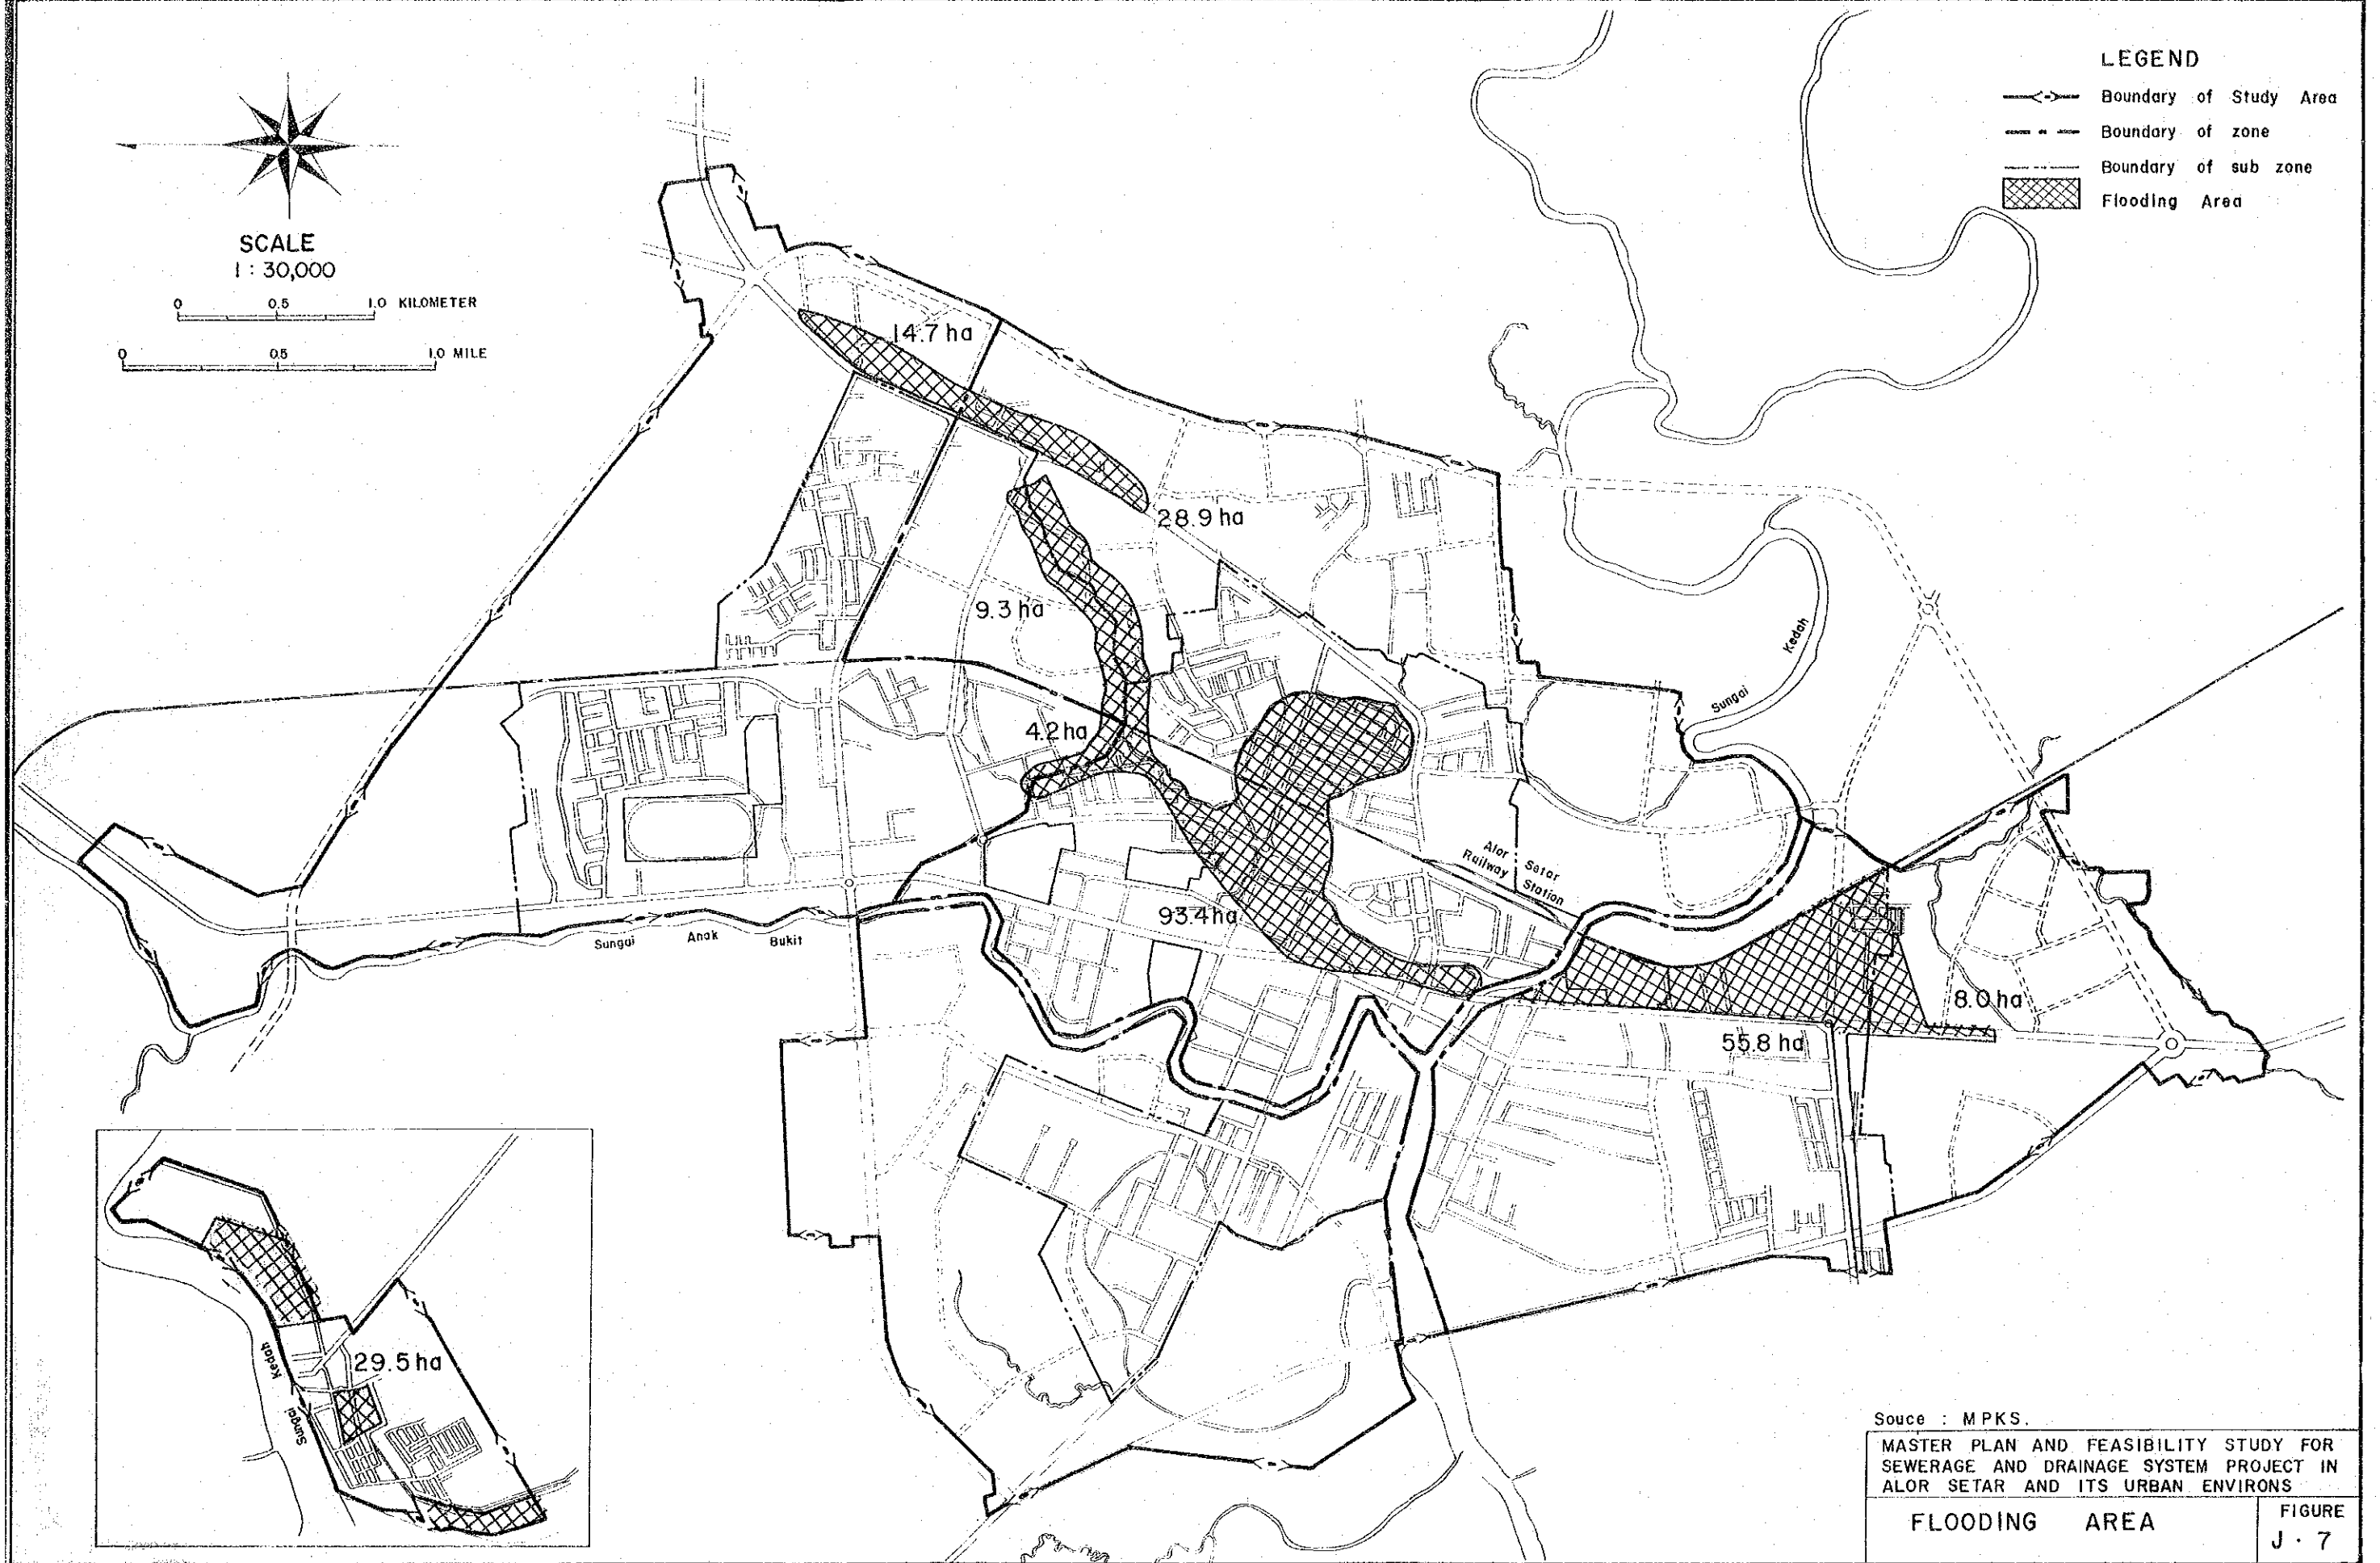 LEGEND
Boundary of Study Area
Boundary of zone
Boundary of sub zone
Flooding Area
SCALE
1 : 30,000
0 0.5 1.0 KILOMETER
0 0.5 1.0 MILE
14.7 ha
28.9 ha
9.3 ha
4.2 ha
93.4 ha
55.8 ha
8.0 ha
Sungai Kedah
Alor Setar
Railway Station
Sungai Anak Bukit
29.5 ha
Sungai Kedah
Souce : MPKS.
MASTER PLAN AND FEASIBILITY STUDY FOR
SEWERAGE AND DRAINAGE SYSTEM PROJECT IN
ALOR SETAR AND ITS URBAN ENVIRONS
FLOODING AREA
FIGURE
J · 7